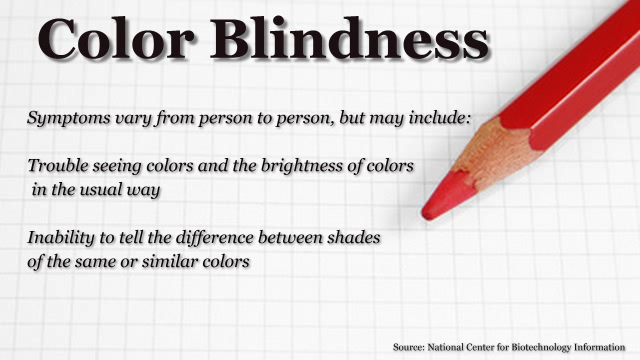 Color Blindness
Symptoms vary from person to person, but may include:
Trouble seeing colors and the brightness of colors
in the usual way
Inability to tell the difference between shades
of the same or similar colors
Source: National Center for Biotechnology Information